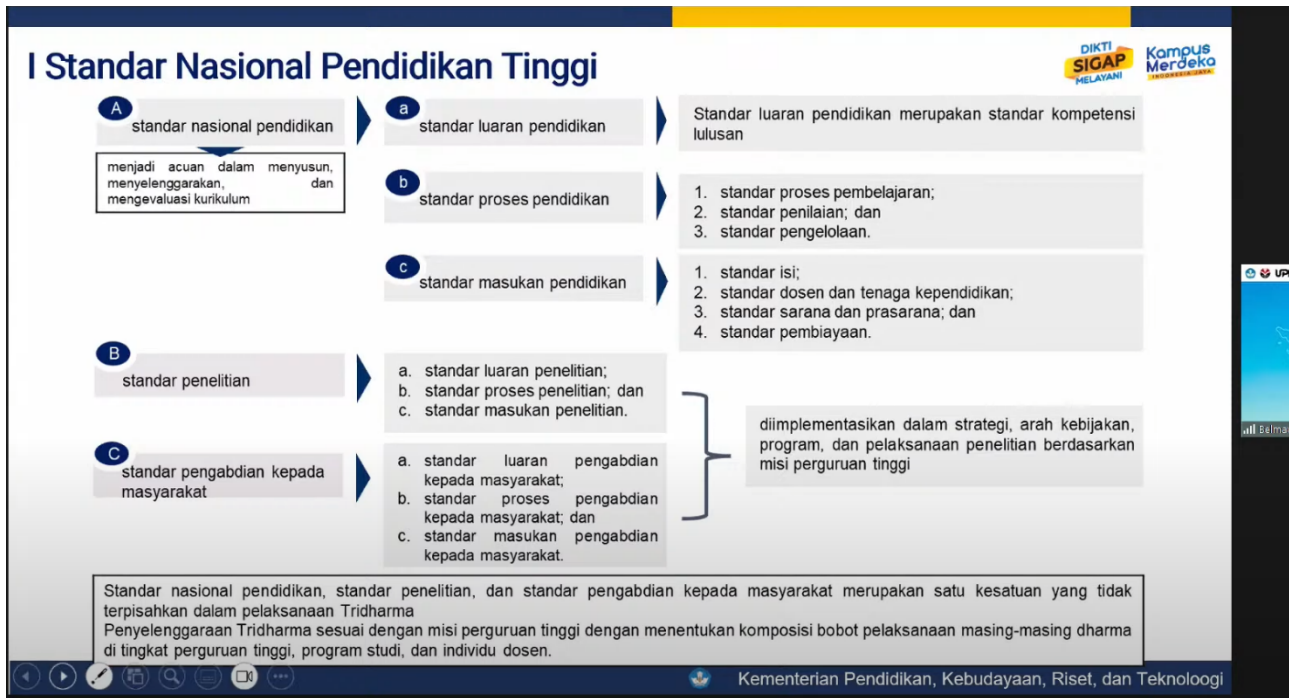 I Standar Nasional Pendidikan Tinggi
DIKTI
SIGAP
MELAYANI
Kampus
Merdeka
INDONESIA JAYA
A
standar nasional pendidikan
menjadi acuan dalam menyusun,
menyelenggarakan, dan
mengevaluasi kurikulum
a
standar luaran pendidikan
Standar luaran pendidikan merupakan standar kompetensi
lulusan
b
standar proses pendidikan
1. standar proses pembelajaran;
2. standar penilaian; dan
3. standar pengelolaan.
c
standar masukan pendidikan
1. standar isi;
2. standar dosen dan tenaga kependidikan;
3. standar sarana dan prasarana; dan
4. standar pembiayaan.
B
standar penelitian
a. standar luaran penelitian;
b. standar proses penelitian; dan
c. standar masukan penelitian.
C
standar pengabdian kepada
masyarakat
a. standar luaran pengabdian
kepada masyarakat;
b. standar proses pengabdian
kepada masyarakat; dan
c. standar masukan pengabdian
kepada masyarakat.
diimplementasikan dalam strategi, arah kebijakan,
program, dan pelaksanaan penelitian berdasarkan
misi perguruan tinggi
Standar nasional pendidikan, standar penelitian, dan standar pengabdian kepada masyarakat merupakan satu kesatuan yang tidak
terpisahkan dalam pelaksanaan Tridharma
Penyelenggaraan Tridharma sesuai dengan misi perguruan tinggi dengan menentukan komposisi bobot pelaksanaan masing-masing dharma
di tingkat perguruan tinggi, program studi, dan individu dosen.
Kementerian Pendidikan, Kebudayaan, Riset, dan Teknoloogi